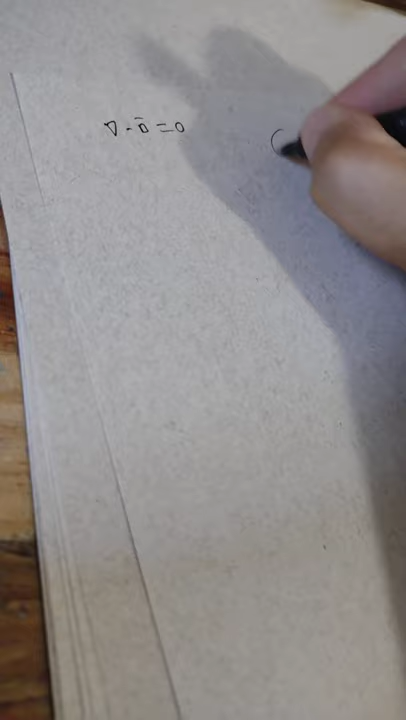 ∇ · D̄ = 0 (